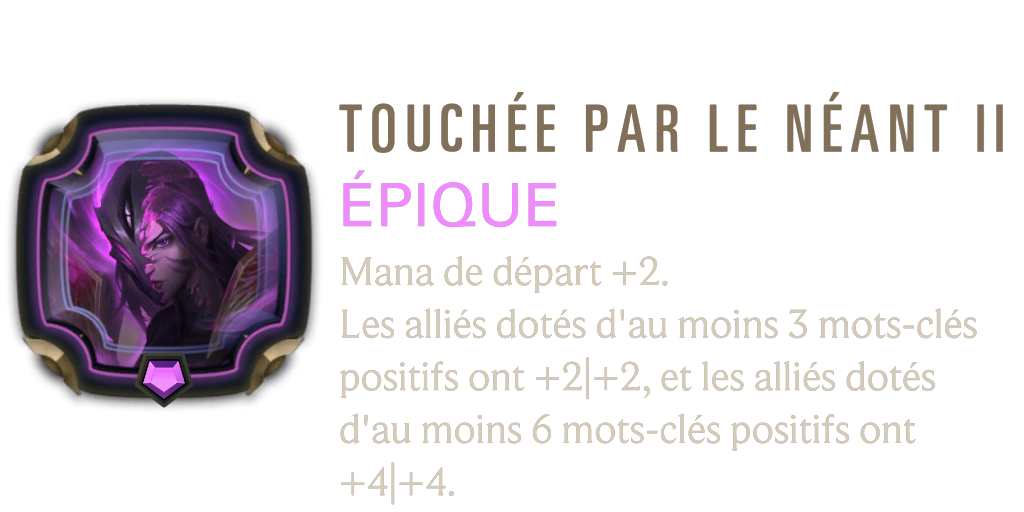 TOUCHÉE PAR LE NÉANT II
ÉPIQUE
Mana de départ +2.
Les alliés dotés d'au moins 3 mots-clés
positifs ont +2|+2, et les alliés dotés
d'au moins 6 mots-clés positifs ont
+4|+4.